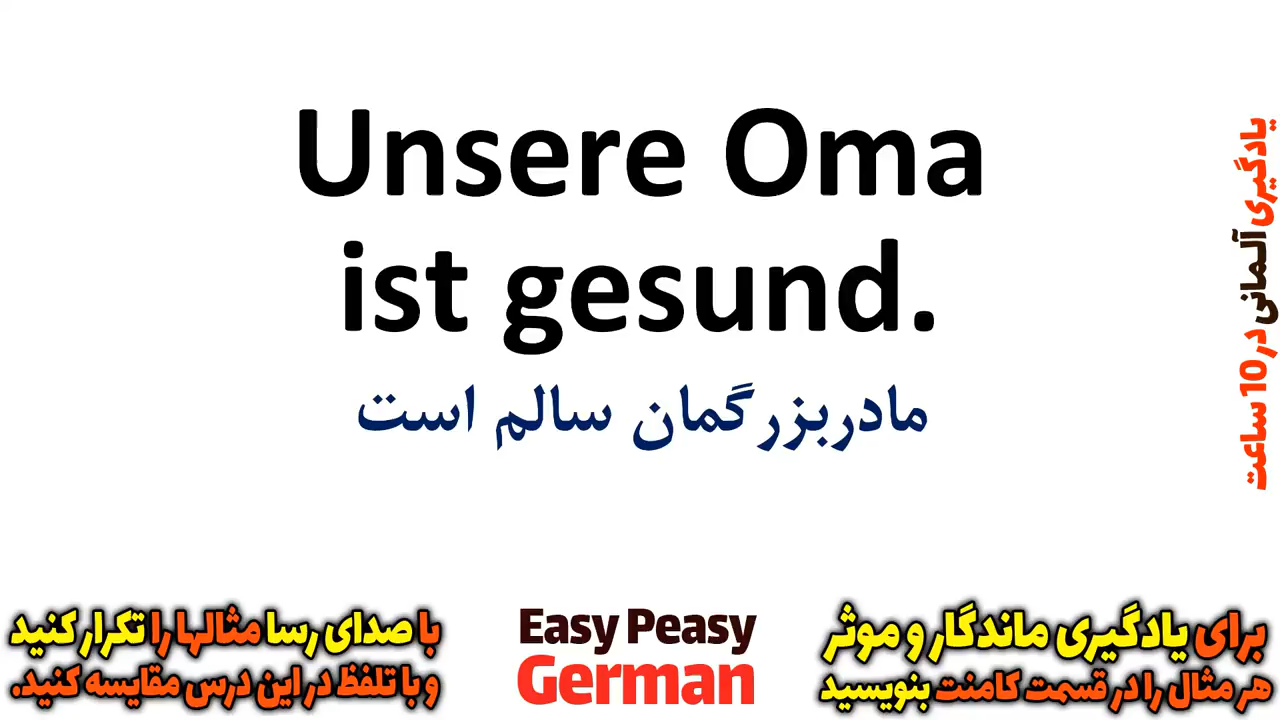 Unsere Oma
ist gesund.
مادربزرگمان سالم است
یادگیری آلمانی در 10 ساعت
با صدای رسا مثالها را تکرار کنید
و با تلفظ در این درس مقایسه کنید.
Easy Peasy
German
برای یادگیری ماندگار و موثر
هر مثال را در قسمت کامنت بنویسید